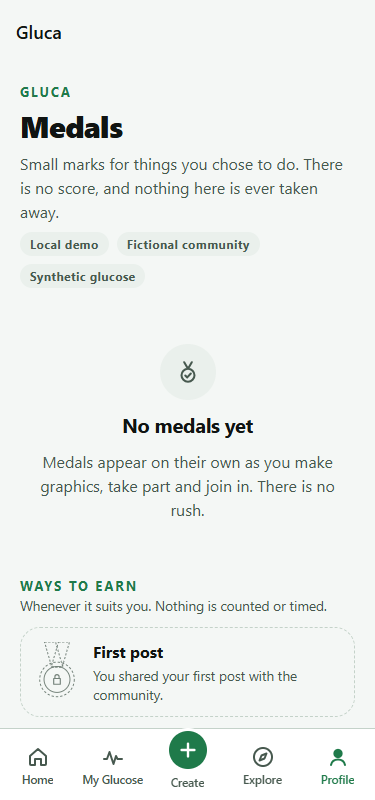 Gluca
GLUCA
Medals
Small marks for things you chose to do. There
is no score, and nothing here is ever taken
away.
Local demo
Fictional community
Synthetic glucose
No medals yet
Medals appear on their own as you make
graphics, take part and join in. There is no
rush.
WAYS TO EARN
Whenever it suits you. Nothing is counted or timed.
First post
You shared your first post with the
community.
Home
My Glucose
Create
Explore
Profile